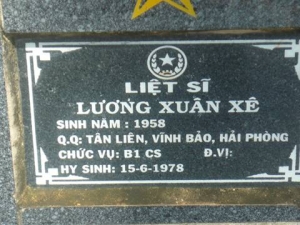 LIỆT SĨ
LƯƠNG XUÂN XÊ
SINH NĂM : 1958
Q.Q: TÂN LIÊN, VĨNH BẢO, HẢI PHÒNG
CHỨC VỤ: B1 CS Đ.VỊ:
HY SINH: 15-6-1978